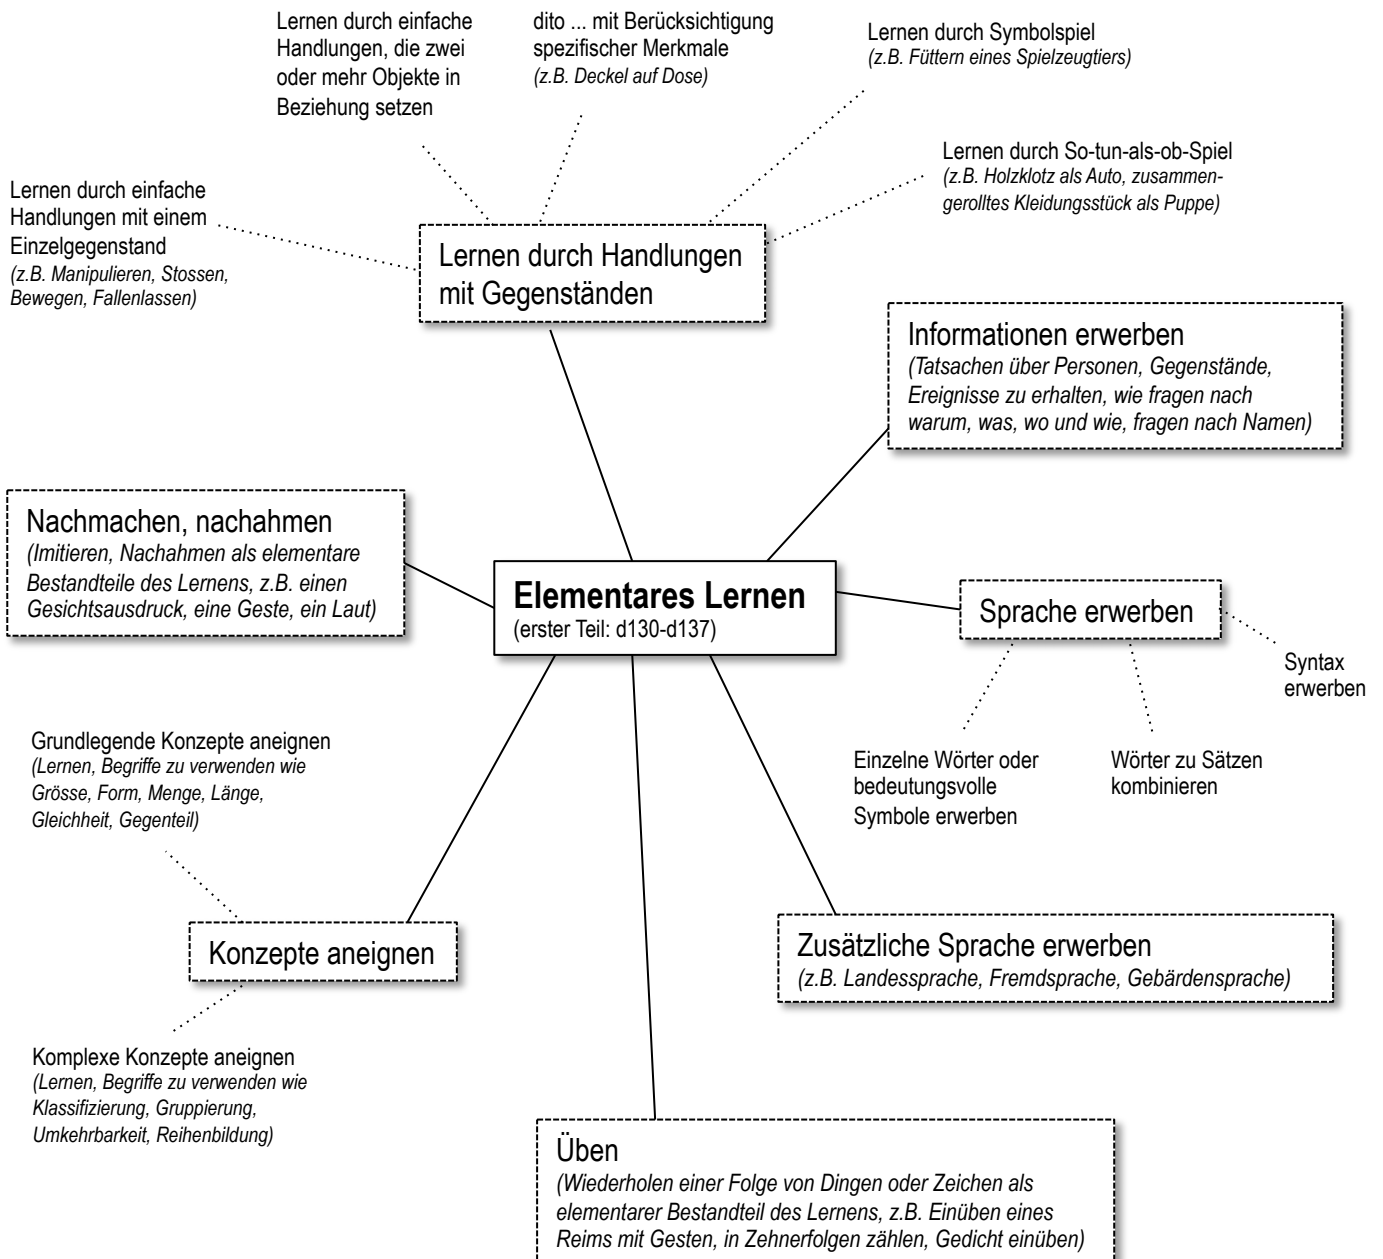 Lernen durch einfache
Handlungen, die zwei
oder mehr Objekte in
Beziehung setzen
dito ... mit Berücksichtigung
spezifischer Merkmale
(z.B. Deckel auf Dose)
Lernen durch Symbolspiel
(z.B. Füttern eines Spielzeugtiers)
Lernen durch So-tun-als-ob-Spiel
(z.B. Holzklotz als Auto, zusammen-
gerolltes Kleidungsstück als Puppe)
Lernen durch einfache
Handlungen mit einem
Einzelgegenstand
(z.B. Manipulieren, Stossen,
Bewegen, Fallenlassen)
Lernen durch Handlungen
mit Gegenständen
Informationen erwerben
(Tatsachen über Personen, Gegenstände,
Ereignisse zu erhalten, wie fragen nach
warum, was, wo und wie, fragen nach Namen)
Nachmachen, nachahmen
(Imitieren, Nachahmen als elementare
Bestandteile des Lernens, z.B. einen
Gesichtsausdruck, eine Geste, ein Laut)
Elementares Lernen
(erster Teil: d130-d137)
Sprache erwerben
Syntax
erwerben
Einzelne Wörter oder
bedeutungsvolle
Symbole erwerben
Wörter zu Sätzen
kombinieren
Grundlegende Konzepte aneignen
(Lernen, Begriffe zu verwenden wie
Grösse, Form, Menge, Länge,
Gleichheit, Gegenteil)
Konzepte aneignen
Zusätzliche Sprache erwerben
(z.B. Landessprache, Fremdsprache, Gebärdensprache)
Komplexe Konzepte aneignen
(Lernen, Begriffe zu verwenden wie
Klassifizierung, Gruppierung,
Umkehrbarkeit, Reihenbildung)
Üben
(Wiederholen einer Folge von Dingen oder Zeichen als
elementarer Bestandteil des Lernens, z.B. Einüben eines
Reims mit Gesten, in Zehnerfolgen zählen, Gedicht einüben)